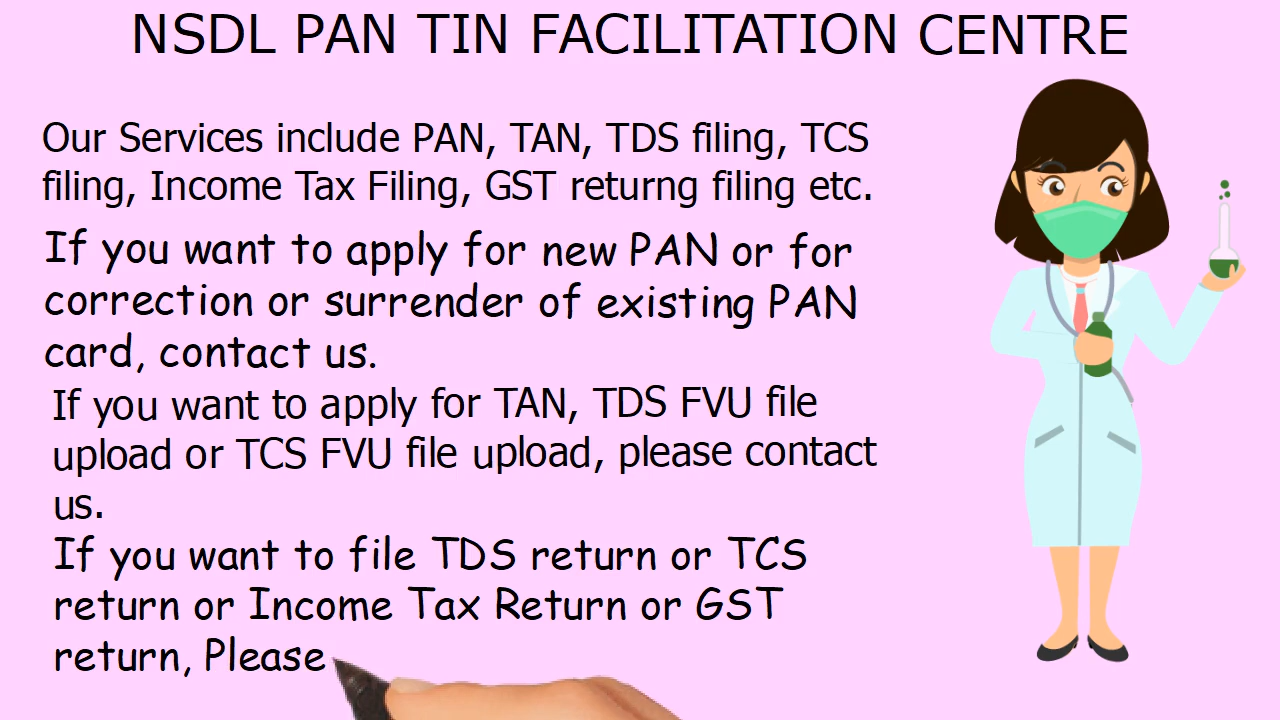 NSDL PAN TIN FACILITATION CENTRE
Our Services include PAN, TAN, TDS filing, TCS
filing, Income Tax Filing, GST returng filing etc.
If you want to apply for new PAN or for
correction or surrender of existing PAN
card, contact us.
If you want to apply for TAN, TDS FVU file
upload or TCS FVU file upload, please contact
us.
If you want to file TDS return or TCS
return or Income Tax Return or GST
return, Please